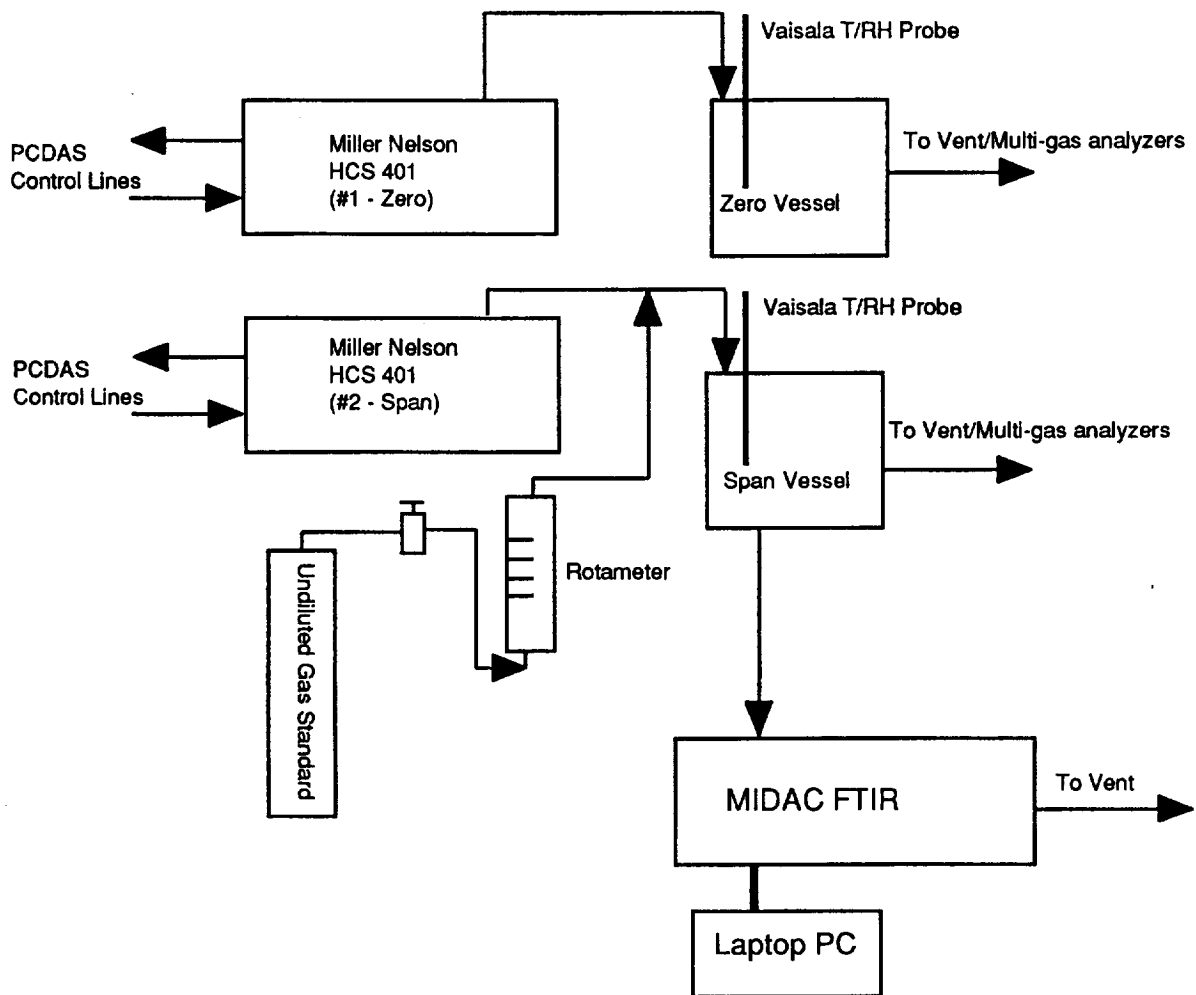 Vaisala T/RH Probe
PCDAS
Control Lines
Miller Nelson
HCS 401
(#1 - Zero)
To Vent/Multi-gas analyzers
Zero Vessel
Vaisala T/RH Probe
PCDAS
Control Lines
Miller Nelson
HCS 401
(#2 - Span)
To Vent/Multi-gas analyzers
Span Vessel
Undiluted Gas Standard
Rotameter
MIDAC FTIR
To Vent
Laptop PC